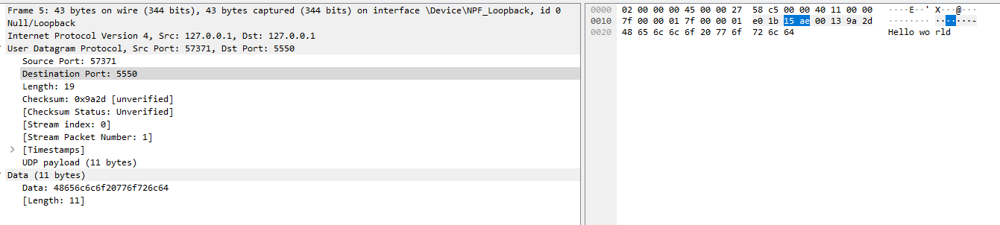 Frame 5: 43 bytes on wire (344 bits), 43 bytes captured (344 bits) on interface \Device\NPF_Loopback, id 0
Null/Loopback
Internet Protocol Version 4, Src: 127.0.0.1, Dst: 127.0.0.1
User Datagram Protocol, Src Port: 57371, Dst Port: 5550
Source Port: 57371
Destination Port: 5550
Length: 19
Checksum: 0x9a2d [unverified]
[Checksum Status: Unverified]
[Stream index: 0]
[Stream Packet Number: 1]
[Timestamps]
UDP payload (11 bytes)
Data (11 bytes)
Data: 48656c6c6f20776f726c64
[Length: 11]
0000 02 00 00 00 45 00 00 27 58 c5 00 00 40 11 00 00 ····E··' X···@···
0010 7f 00 00 01 7f 00 00 01 e0 1b 15 ae 00 13 9a 2d ········ ·······-
0020 48 65 6c 6c 6f 20 77 6f 72 6c 64 Hello wo rld